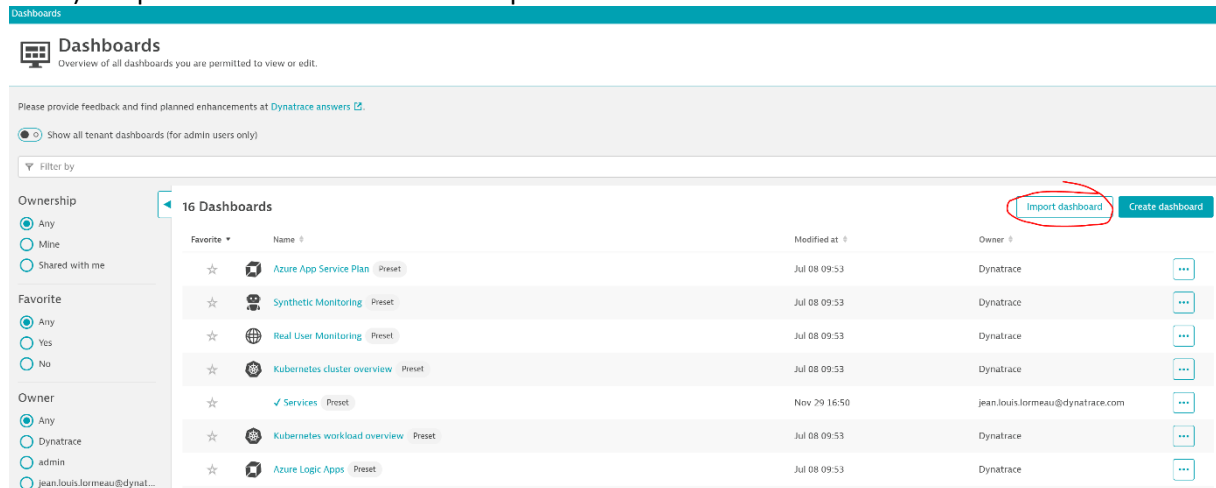 Dashboards
Dashboards
Overview of all dashboards you are permitted to view or edit.
Please provide feedback and find planned enhancements at Dynatrace answers.
Show all tenant dashboards (for admin users only)
Filter by
Ownership
Any
Mine
Shared with me
Favorite
Any
Yes
No
Owner
Any
Dynatrace
admin
jean.louis.lormeau@dynat...
16 Dashboards
Import dashboard Create dashboard
Favorite Name Modified at Owner
Azure App Service Plan Preset Jul 08 09:53 Dynatrace ...
Synthetic Monitoring Preset Jul 08 09:53 Dynatrace ...
Real User Monitoring Preset Jul 08 09:53 Dynatrace ...
Kubernetes cluster overview Preset Jul 08 09:53 Dynatrace ...
✓ Services Preset Nov 29 16:50 jean.louis.lormeau@dynatrace.com ...
Kubernetes workload overview Preset Jul 08 09:53 Dynatrace ...
Azure Logic Apps Preset Jul 08 09:53 Dynatrace ...